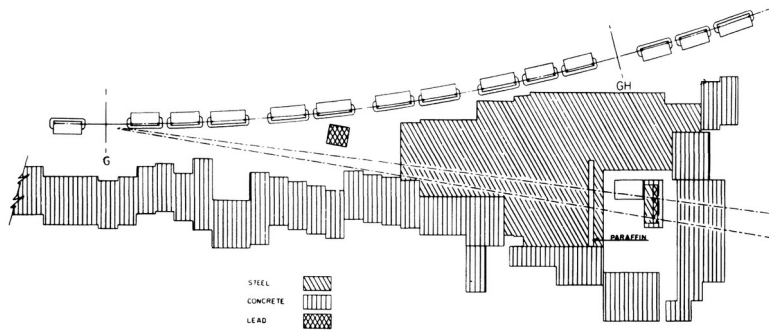 GH
G
PARAFFIN
STEEL
CONCRETE
LEAD